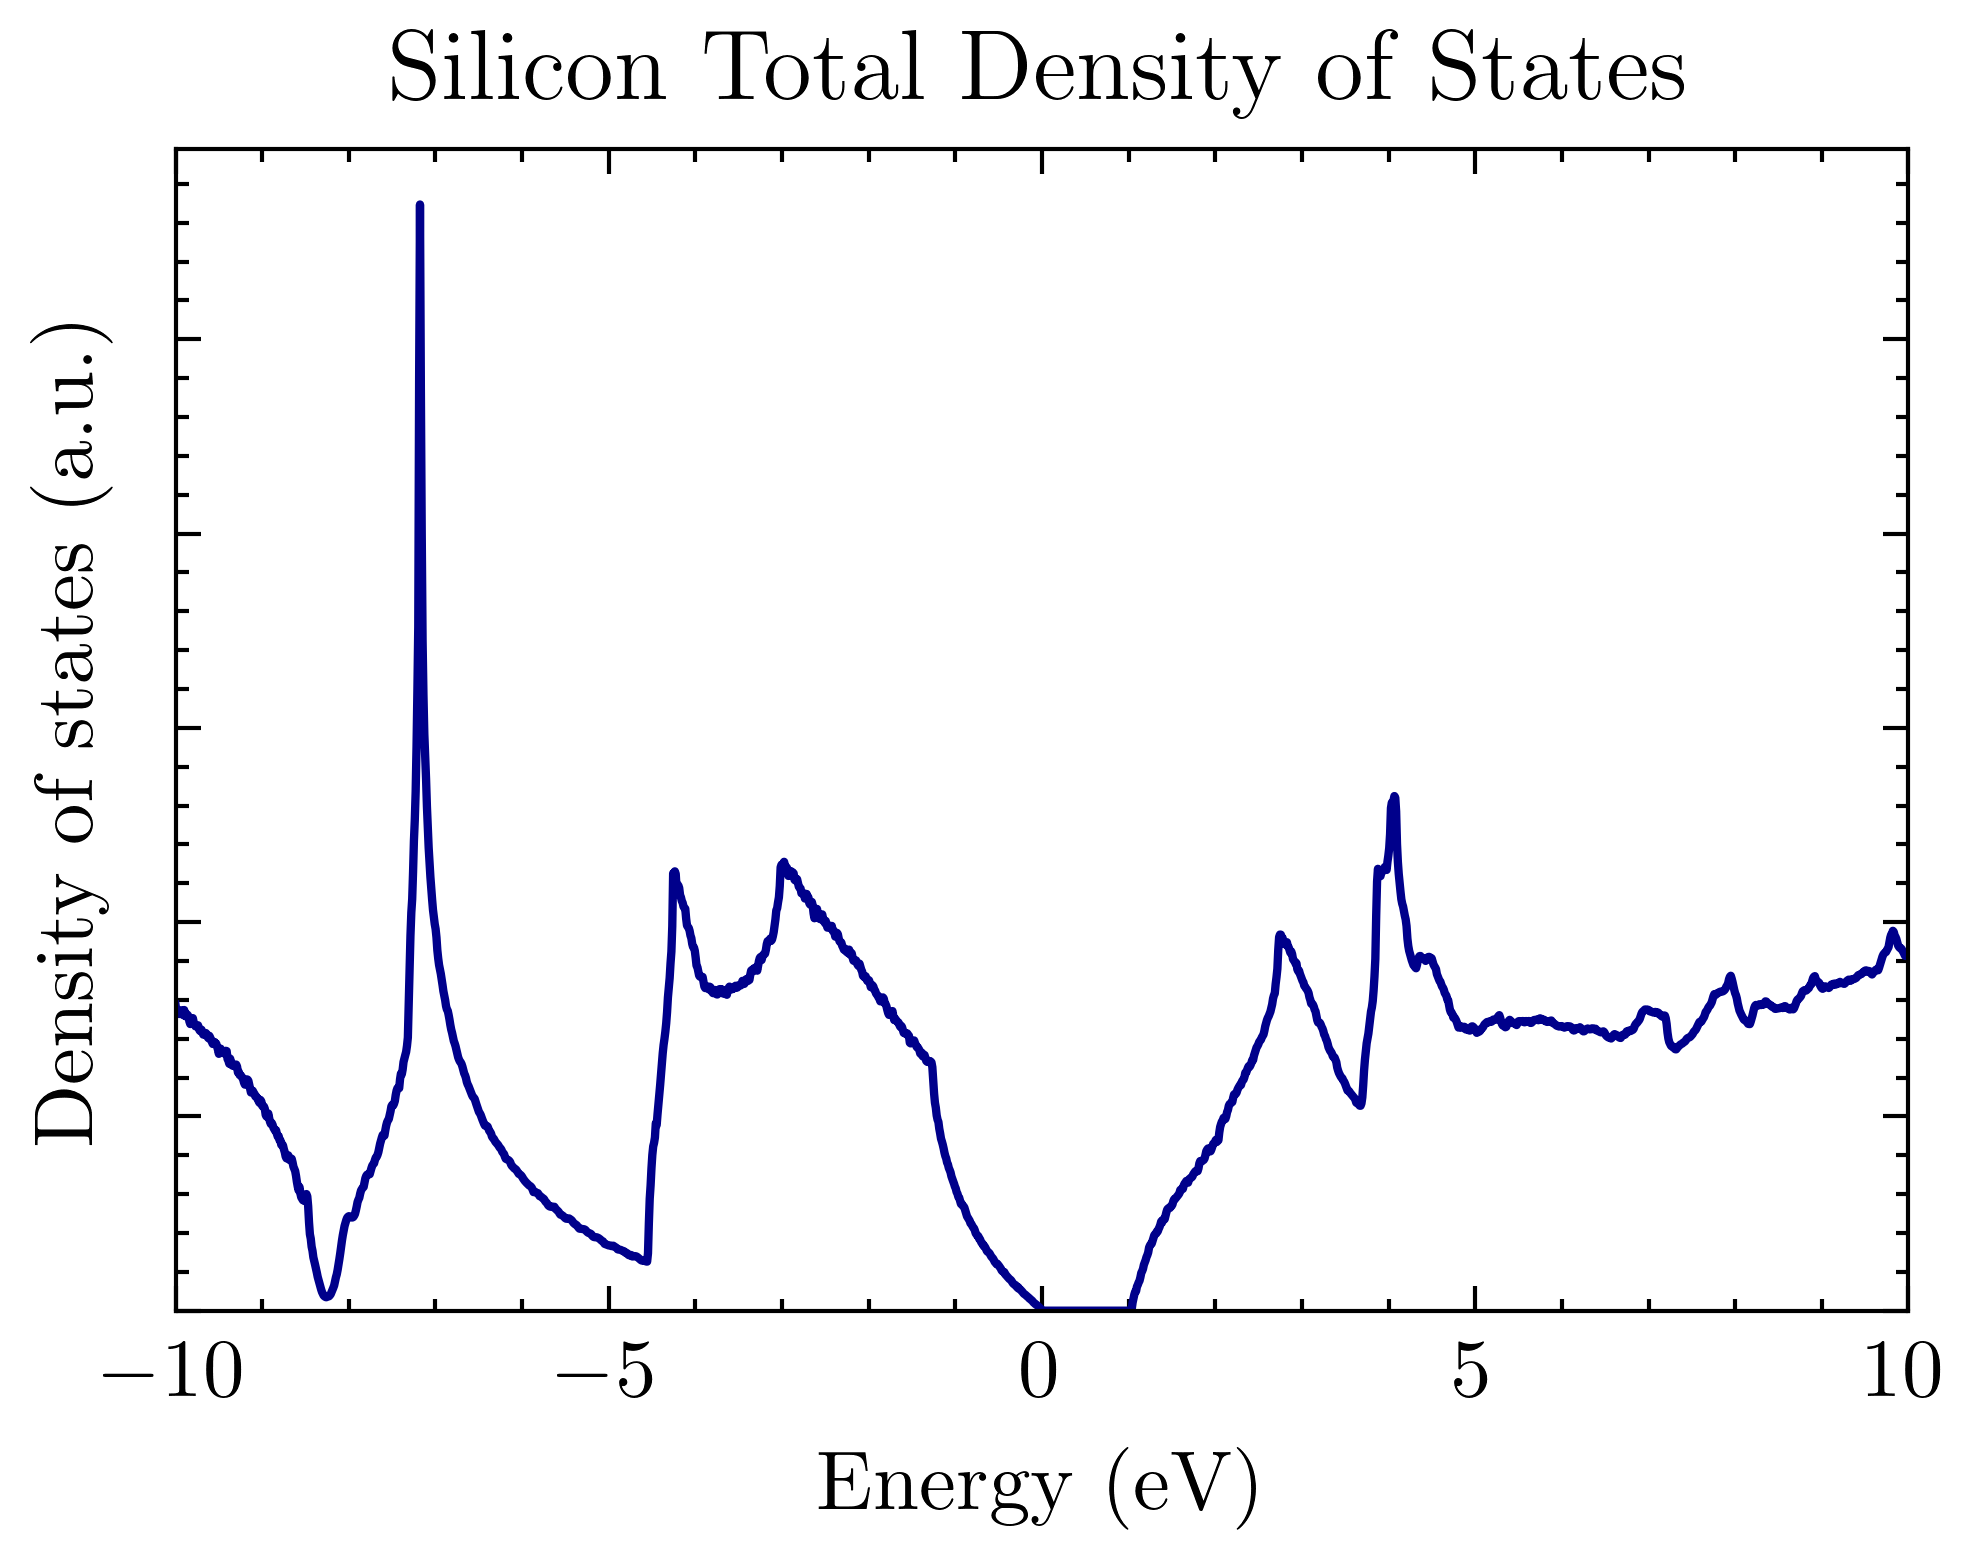 Silicon Total Density of States
Density of states (a.u.)
−10
−5
0
5
10
Energy (eV)